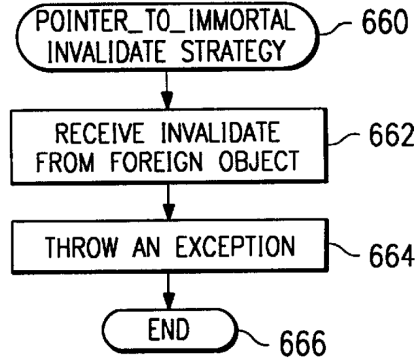 POINTER_TO_IMMORTAL
INVALIDATE STRATEGY
660
RECEIVE INVALIDATE
FROM FOREIGN OBJECT
662
THROW AN EXCEPTION
664
END
666